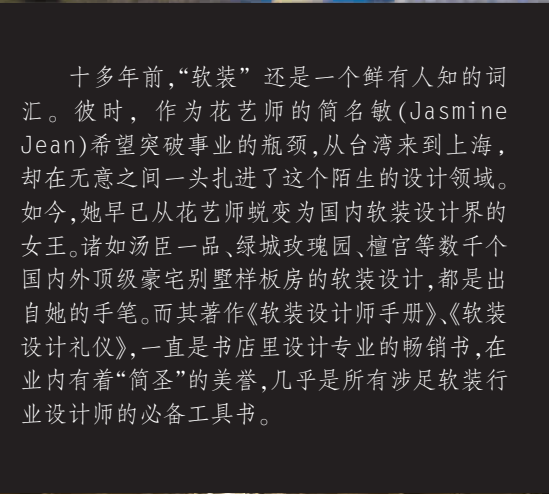 十多年前,“软装”还是一个鲜有人知的词
汇。彼时，作为花艺师的简名敏(Jasmine
Jean)希望突破事业的瓶颈,从台湾来到上海,
却在无意之间一头扎进了这个陌生的设计领域。
如今,她早已从花艺师蜕变为国内软装设计界的
女王。诸如汤臣一品、绿城玫瑰园、檀宫等数千个
国内外顶级豪宅别墅样板房的软装设计,都是出
自她的手笔。而其著作《软装设计师手册》、《软装
设计礼仪》,一直是书店里设计专业的畅销书,在
业内有着“简圣”的美誉,几乎是所有涉足软装行
业设计师的必备工具书。